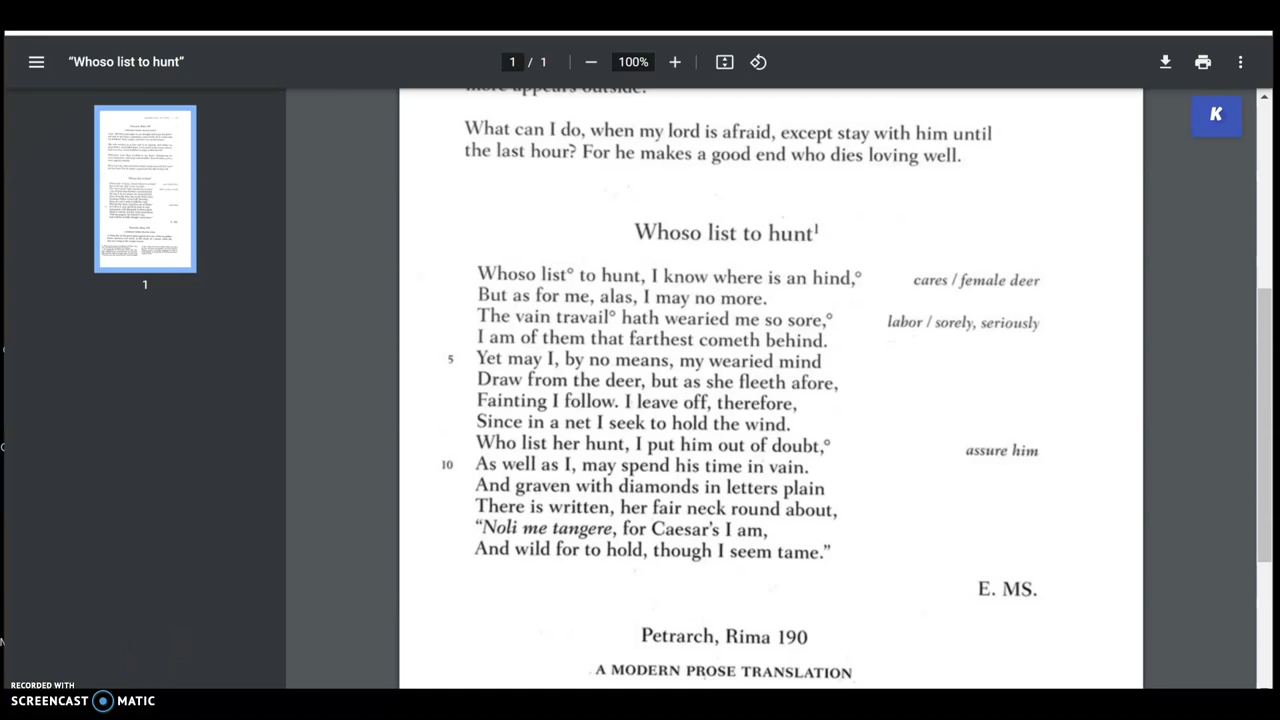 "Whoso list to hunt"
1 / 1
100%
more appears outside.
What can I do, when my lord is afraid, except stay with him until
the last hour? For he makes a good end who dies loving well.
Whoso list to hunt¹
Whoso list° to hunt, I know where is an hind,° cares / female deer
But as for me, alas, I may no more.
The vain travail° hath wearied me so sore,° labor / sorely, seriously
I am of them that farthest cometh behind.
5 Yet may I, by no means, my wearied mind
Draw from the deer, but as she fleeth afore,
Fainting I follow. I leave off, therefore,
Since in a net I seek to hold the wind.
Who list her hunt, I put him out of doubt,° assure him
10 As well as I, may spend his time in vain.
And graven with diamonds in letters plain
There is written, her fair neck round about,
“Noli me tangere, for Caesar’s I am,
And wild for to hold, though I seem tame.”
E. MS.
Petrarch, Rima 190
A MODERN PROSE TRANSLATION
1
K
RECORDED WITH
SCREENCAST MATIC